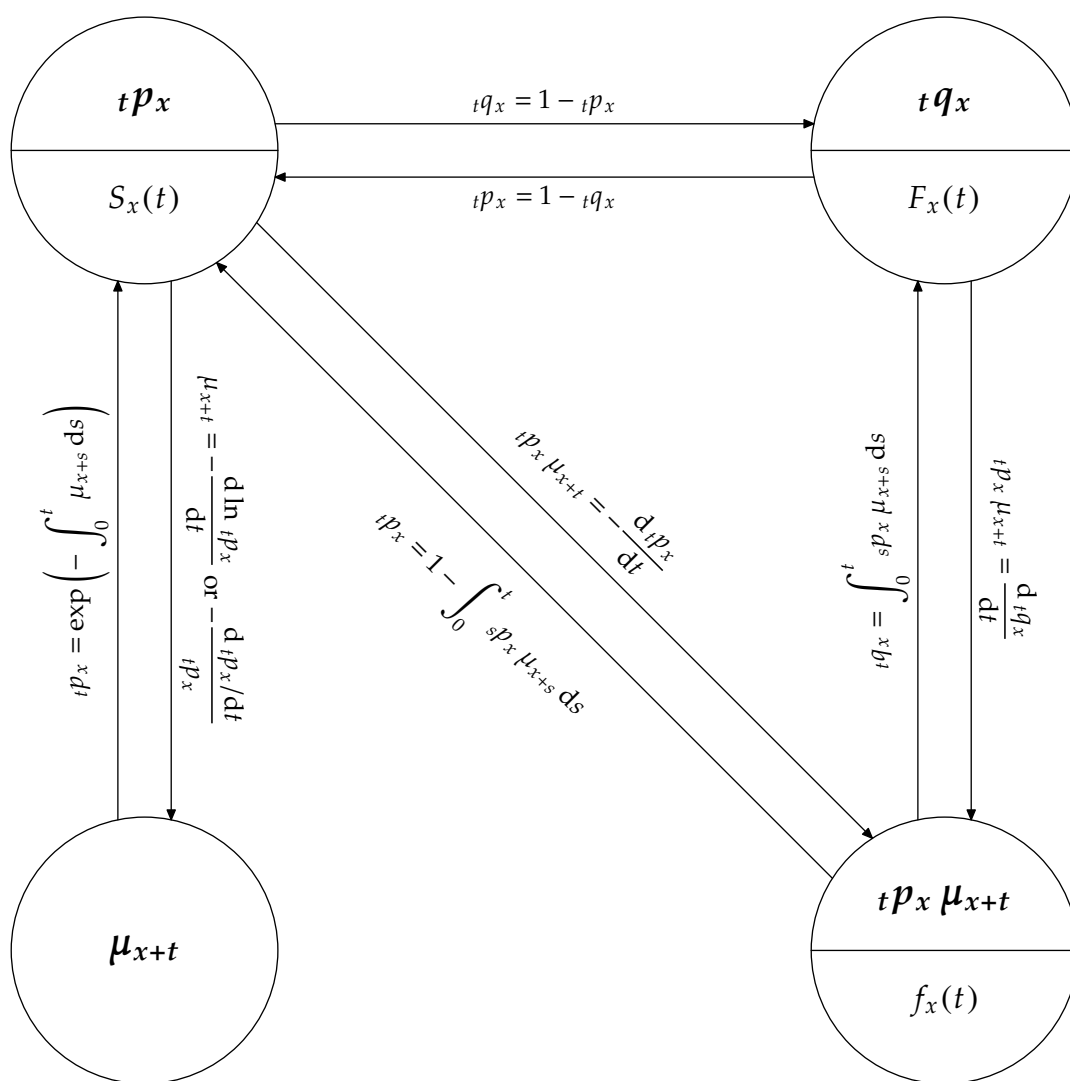 ₜpₓ
Sₓ(t)
ₜqₓ = 1 − ₜpₓ
ₜpₓ = 1 − ₜqₓ
ₜqₓ
Fₓ(t)
ₜpₓ = exp(− ∫₀ᵗ μₓ₊ₛ ds)
μₓ₊ₜ = − d ln ₜpₓ / dt or − (d ₜpₓ/dt) / ₜpₓ
ₜpₓ μₓ₊ₜ = − dₜpₓ / dt
ₜpₓ = 1 − ∫₀ᵗ ₛpₓ μₓ₊ₛ ds
ₜqₓ = ∫₀ᵗ ₛpₓ μₓ₊ₛ ds
ₜpₓ μₓ₊ₜ = d ₜqₓ / dt
μₓ₊ₜ
ₜpₓ μₓ₊ₜ
fₓ(t)